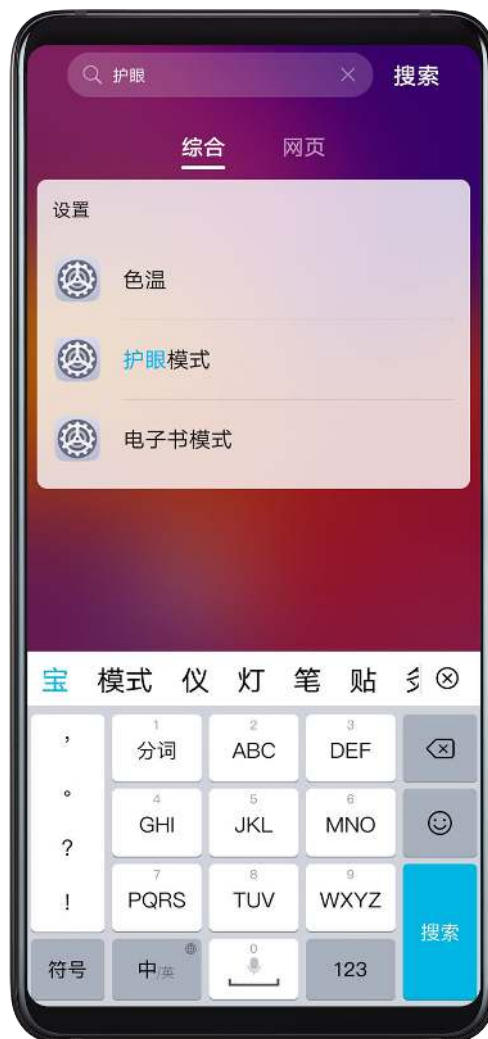 护眼 搜索
综合 网页
设置
色温
护眼模式
电子书模式
宝 模式 仪 灯 笔 贴
， 1 分词 2 ABC 3 DEF
。 4 GHI 5 JKL 6 MNO
?
! 7 PQRS 8 TUV 9 WXYZ 搜索
符号 中/英 0 123